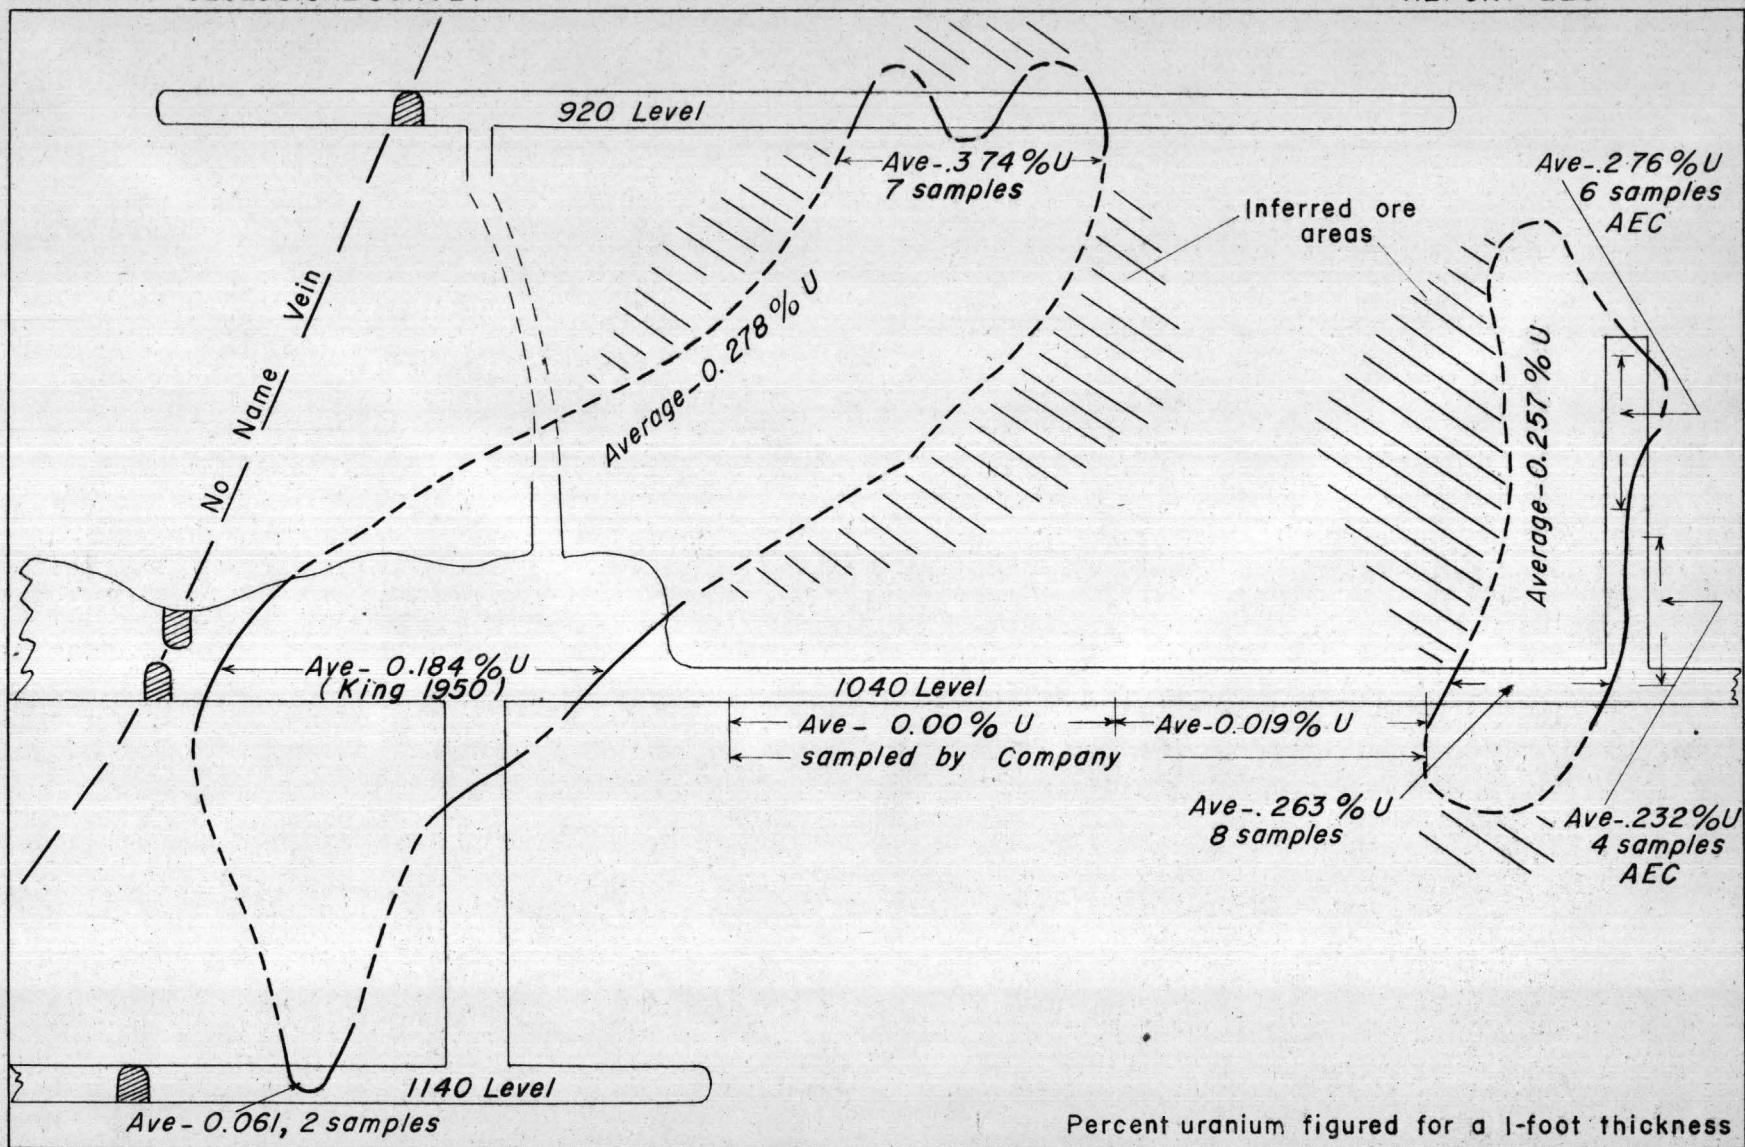 920 Level
Ave-.374%U
7 samples
Ave-.276%U
6 samples
AEC
Inferred ore
areas
No Name Vein
Average-0.278% U
Average-0.257% U
Ave- 0.184%U
(King 1950)
1040 Level
Ave- 0.00% U
Ave-0.019%U
sampled by Company
Ave-.263%U
8 samples
Ave-.232%U
4 samples
AEC
1140 Level
Ave- 0.061, 2 samples
Percent uranium figured for a 1-foot thickness